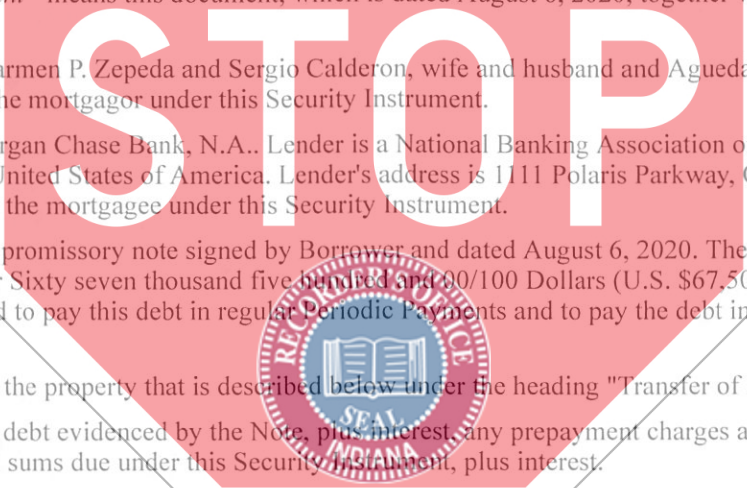 means this document, which is dated August 6, 2020, together
STOP
armen P. Zepeda and Sergio Calderon, wife and husband and Agueda
he mortgagor under this Security Instrument.
rgan Chase Bank, N.A.. Lender is a National Banking Association o
United States of America. Lender's address is 1111 Polaris Parkway, C
the mortgagee under this Security Instrument.
promissory note signed by Borrower and dated August 6, 2020. The
Sixty seven thousand five hundred and 00/100 Dollars (U.S. $67,50
d to pay this debt in regular Periodic Payments and to pay the debt in
the property that is described below under the heading "Transfer of
debt evidenced by the Note, plus interest, any prepayment charges a
sums due under this Security Instrument, plus interest.
RECORDER'S OFFICE
SEAL
INDIANA